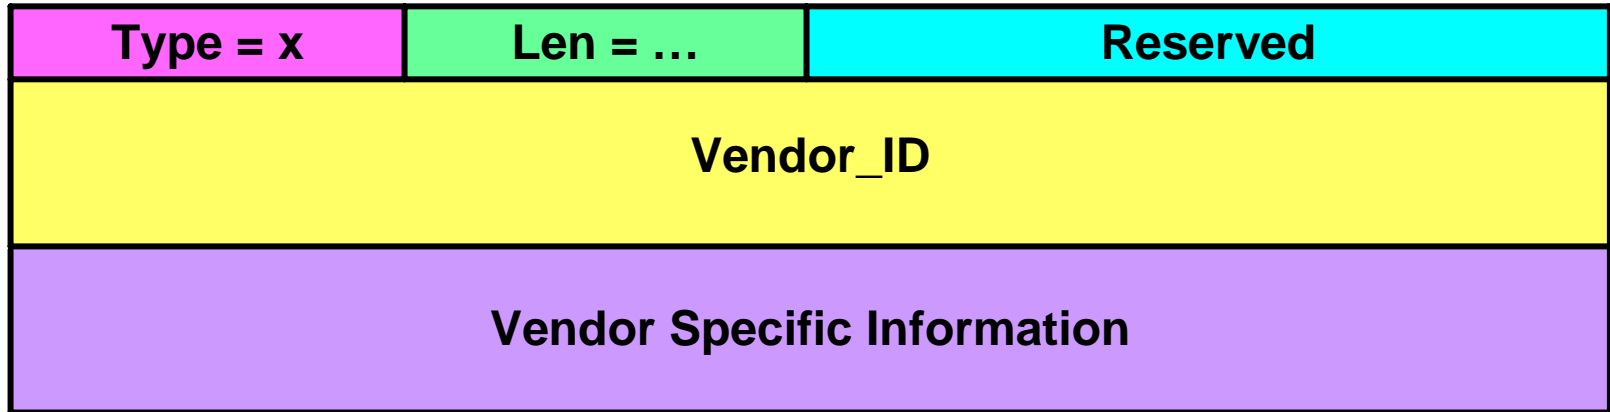 Type = x Len = … Reserved
Vendor_ID
Vendor Specific Information